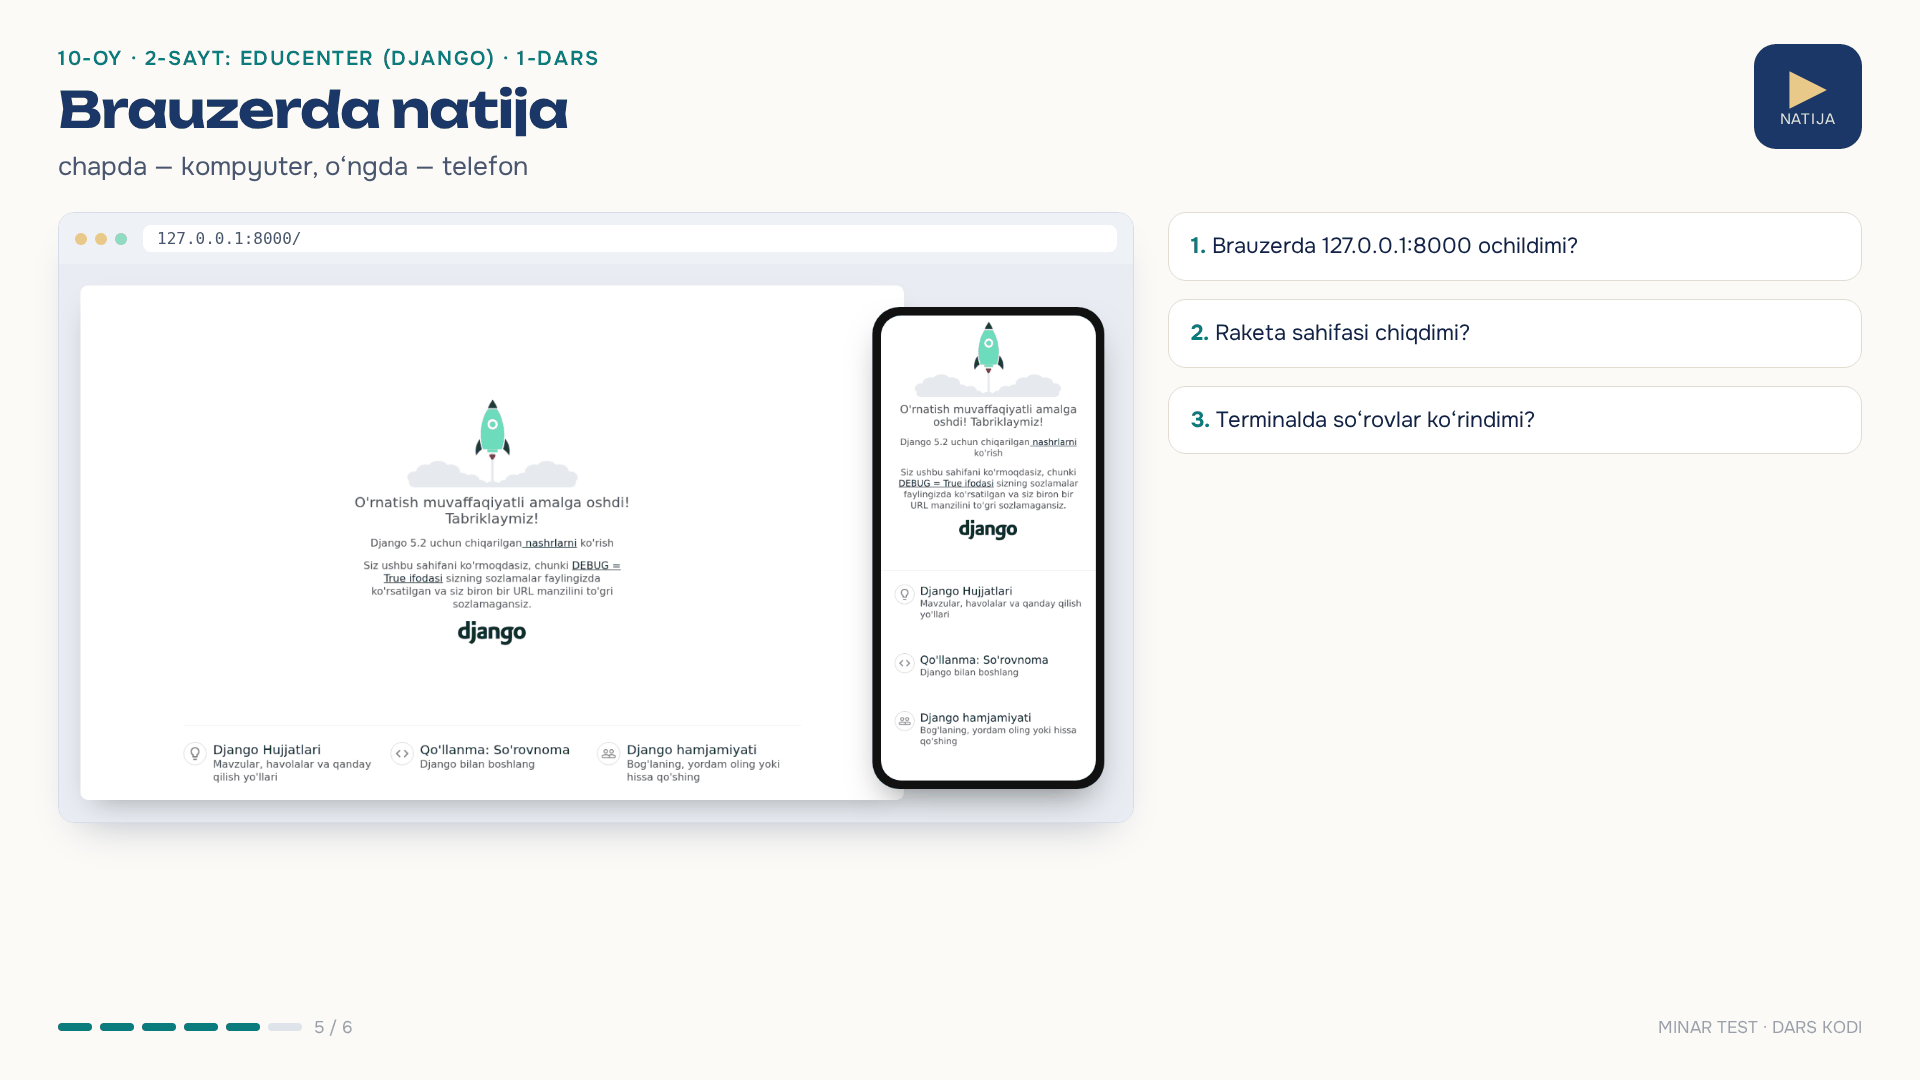 10-OY · 2-SAYT: EDUCENTER (DJANGO) · 1-DARS
Brauzerda natija
chapda — kompyuter, o‘ngda — telefon
NATIJA
127.0.0.1:8000/
O'rnatish muvaffaqiyatli amalga oshdi!
Tabriklaymiz!
Django 5.2 uchun chiqarilgan nashrlarni ko'rish
Siz ushbu sahifani ko'rmoqdasiz, chunki DEBUG =
True ifodasi sizning sozlamalar faylingizda
ko'rsatilgan va siz biron bir URL manzilini to'gri
sozlamagansiz.
django
Django Hujjatlari
Mavzular, havolalar va qanday
qilish yo'llari
Qo'llanma: So'rovnoma
Django bilan boshlang
Django hamjamiyati
Bog'laning, yordam oling yoki
hissa qo'shing
O'rnatish muvaffaqiyatli amalga
oshdi! Tabriklaymiz!
Django 5.2 uchun chiqarilgan nashrlarni
ko'rish
Siz ushbu sahifani ko'rmoqdasiz, chunki
DEBUG = True ifodasi sizning sozlamalar
faylingizda ko'rsatilgan va siz biron bir
URL manzilini to'gri sozlamagansiz.
django
Django Hujjatlari
Mavzular, havolalar va qanday qilish
yo'llari
Qo'llanma: So'rovnoma
Django bilan boshlang
Django hamjamiyati
Bog'laning, yordam oling yoki hissa
qo'shing
1. Brauzerda 127.0.0.1:8000 ochildimi?
2. Raketa sahifasi chiqdimi?
3. Terminalda so‘rovlar ko‘rindimi?
5 / 6
MINAR TEST · DARS KODI